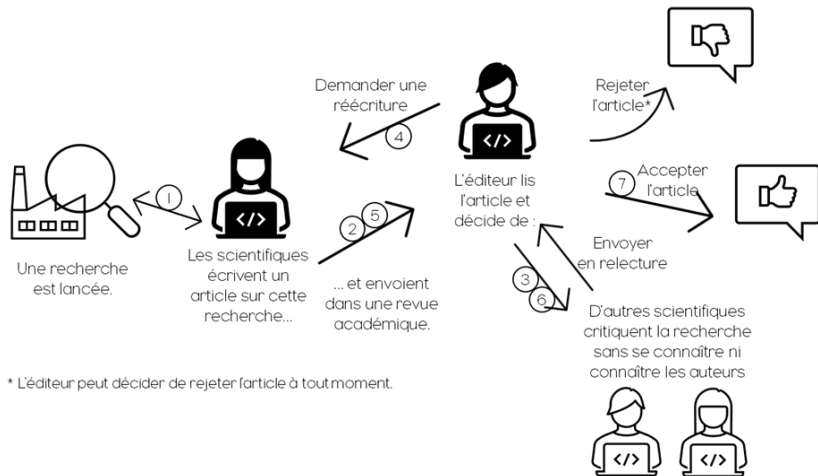 Une recherche
est lancée.
1
Les scientifiques
écrivent un
article sur cette
recherche...
</>
2
5
... et envoient
dans une revue
académique.
Demander une
réécriture
4
</>
L'éditeur lis
l'article et
décide de :
Rejeter
l'article*
7
Accepter
l'article
Envoyer
en relecture
3
6
D'autres scientifiques
critiquent la recherche
sans se connaître ni
connaître les auteurs
</>
</>
* L'éditeur peut décider de rejeter l'article à tout moment.